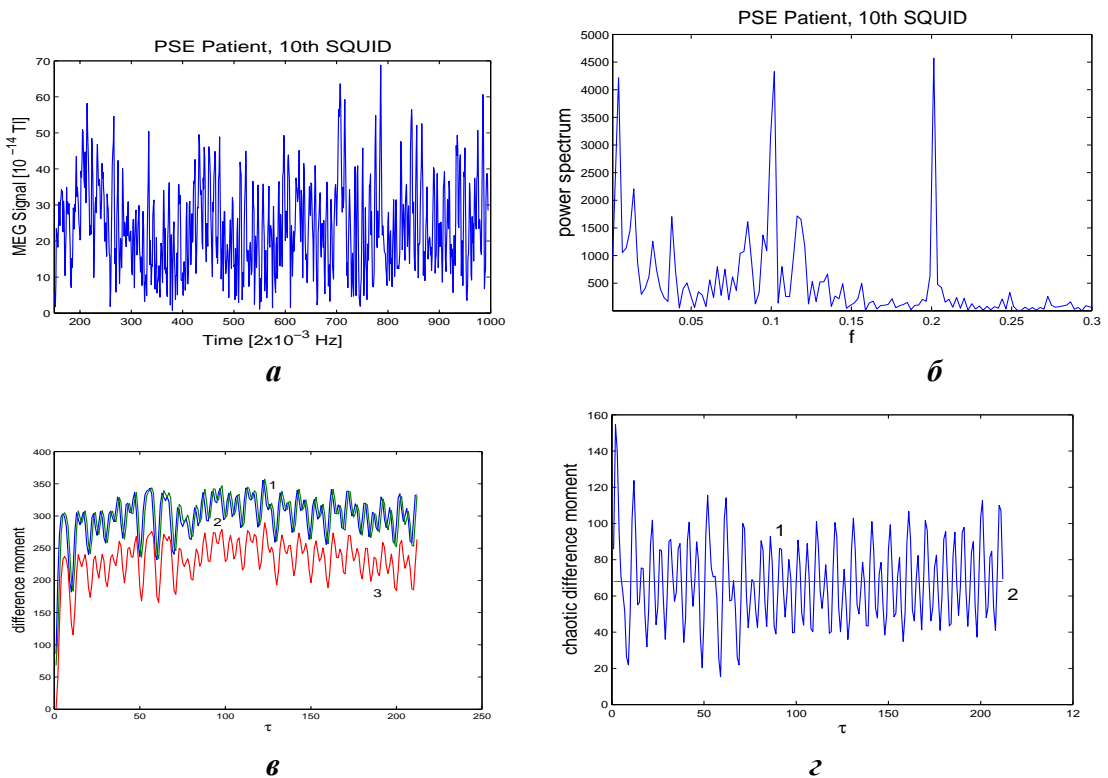 PSE Patient, 10th SQUID
MEG Signal [10 −14 Tl]
70
60
50
40
30
20
10
0
200 300 400 500 600 700 800 900 1000
Time [2x10−3 Hz]
а
PSE Patient, 10th SQUID
power spectrum
5000
4500
4000
3500
3000
2500
2000
1500
1000
500
0.05 0.1 0.15 0.2 0.25 0.3
f
б
difference moment
400
350
300
250
200
150
100
50
0
1
2
3
0 50 100 150 200 250
τ
в
chaotic difference moment
160
140
120
100
80
60
40
20
0
1
2
0 50 100 150 200 12
τ
г